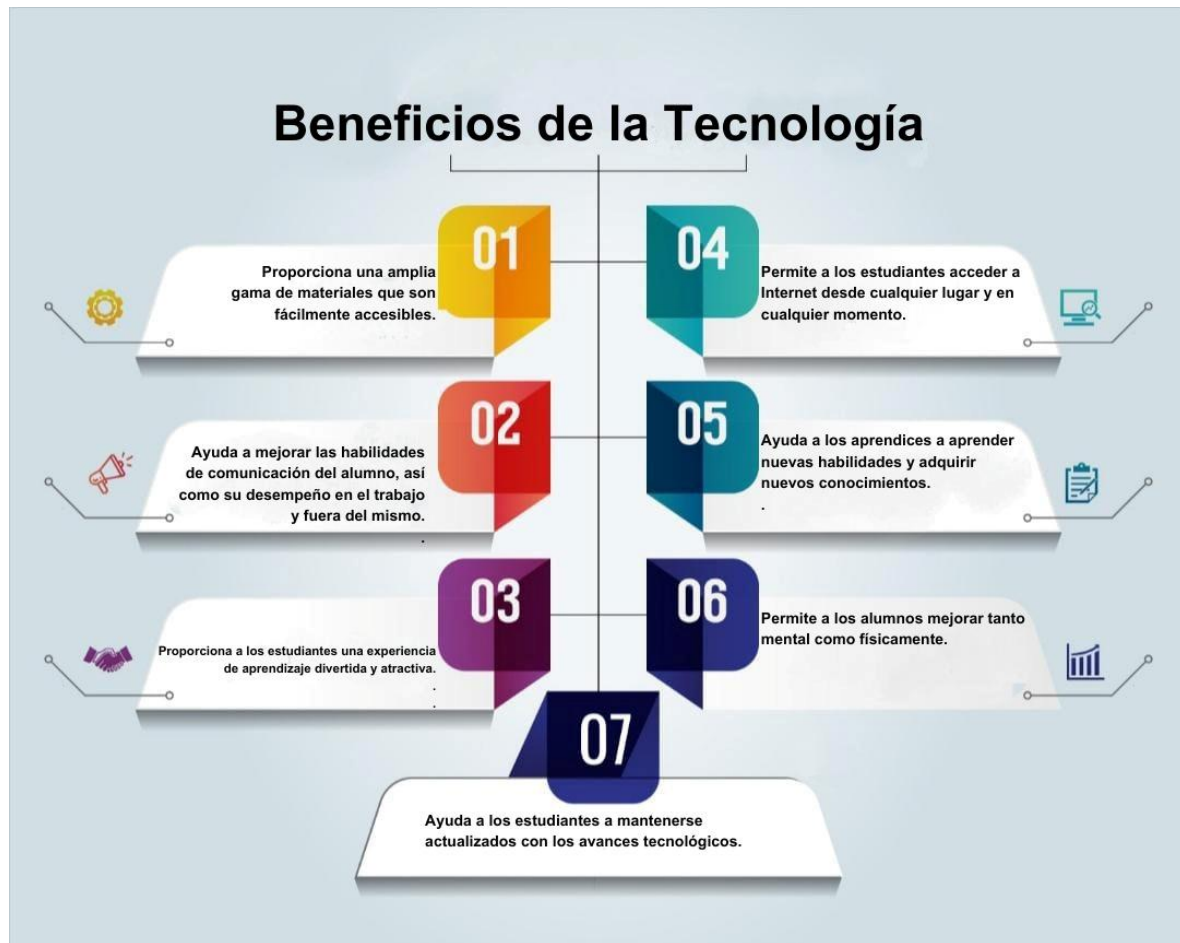 Beneficios de la Tecnología
01
Proporciona una amplia
gama de materiales que son
fácilmente accesibles.
02
Ayuda a mejorar las habilidades
de comunicación del alumno, así
como su desempeño en el trabajo
y fuera del mismo.
.
03
Proporciona a los estudiantes una experiencia
de aprendizaje divertida y atractiva.
.
.
04
Permite a los estudiantes acceder a
Internet desde cualquier lugar y en
cualquier momento.
05
Ayuda a los aprendices a aprender
nuevas habilidades y adquirir
nuevos conocimientos.
.
06
Permite a los alumnos mejorar tanto
mental como físicamente.
07
Ayuda a los estudiantes a mantenerse
actualizados con los avances tecnológicos.